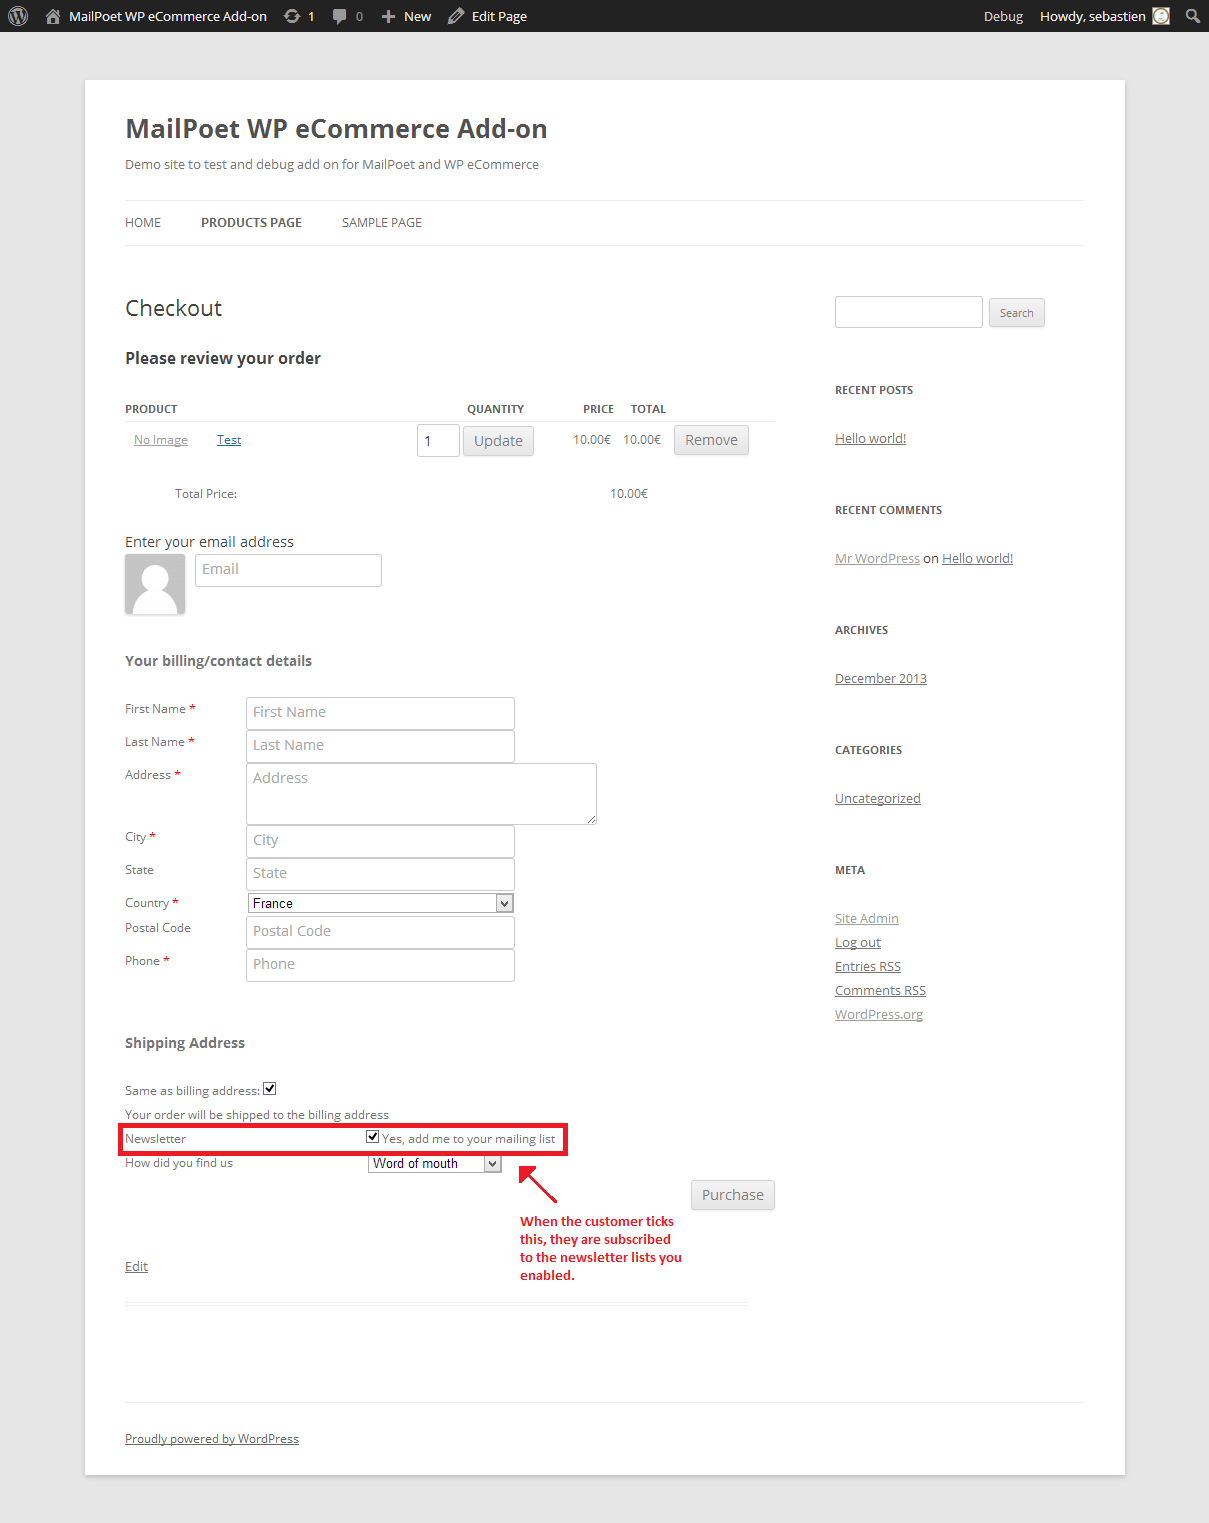 MailPoet WP eCommerce Add-on 1 0 New Edit Page Debug Howdy, sebastien
MailPoet WP eCommerce Add-on
Demo site to test and debug add on for MailPoet and WP eCommerce
HOME PRODUCTS PAGE SAMPLE PAGE
Checkout
Please review your order
PRODUCT QUANTITY PRICE TOTAL
No Image Test 1 Update 10.00€ 10.00€ Remove
Total Price: 10.00€
Enter your email address
Email
Your billing/contact details
First Name * First Name
Last Name * Last Name
Address * Address
City * City
State State
Country * France
Postal Code Postal Code
Phone * Phone
Shipping Address
Same as billing address:
Your order will be shipped to the billing address
Newsletter Yes, add me to your mailing list
How did you find us Word of mouth
Purchase
When the customer ticks
this, they are subscribed
to the newsletter lists you
enabled.
Edit
Search
RECENT POSTS
Hello world!
RECENT COMMENTS
Mr WordPress on Hello world!
ARCHIVES
December 2013
CATEGORIES
Uncategorized
META
Site Admin
Log out
Entries RSS
Comments RSS
WordPress.org
Proudly powered by WordPress